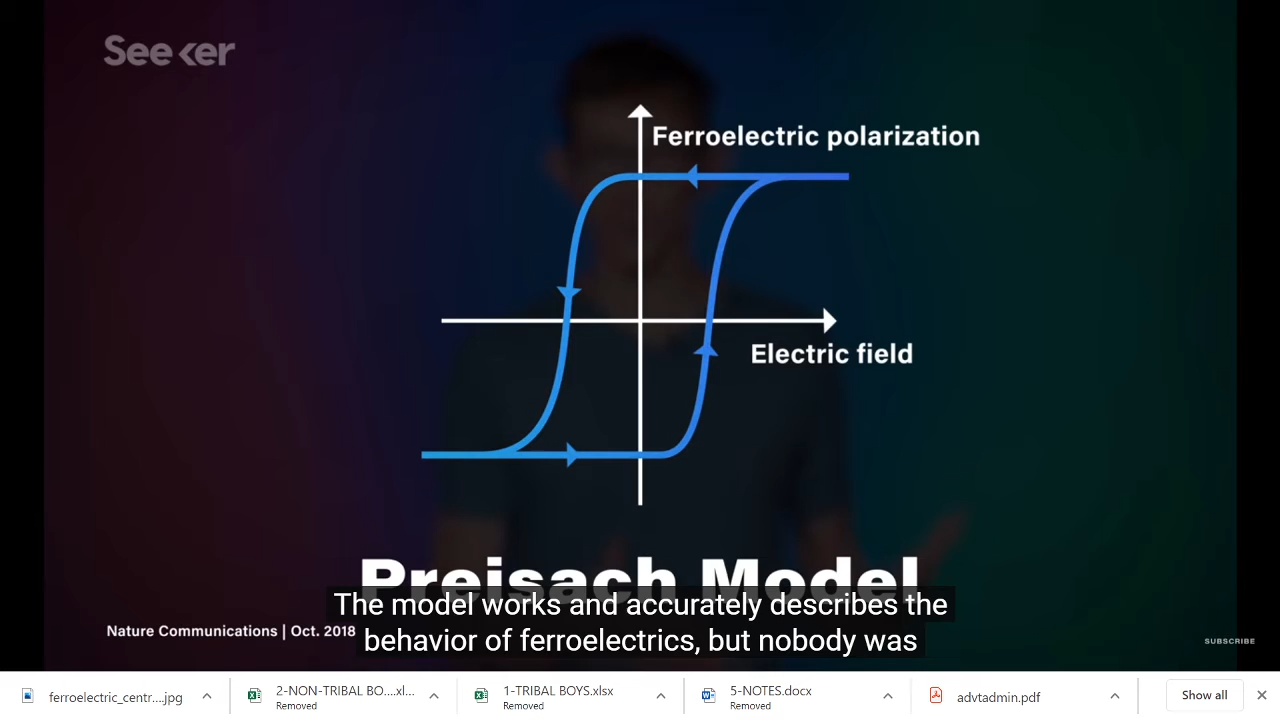 Seeker
Ferroelectric polarization
Electric field
Preisach Model
The model works and accurately describes the
behavior of ferroelectrics, but nobody was
Nature Communications | Oct. 2018
SUBSCRIBE
ferroelectric_centr....jpg
2-NON-TRIBAL BO....xl...
Removed
1-TRIBAL BOYS.xlsx
Removed
5-NOTES.docx
Removed
advtadmin.pdf
Show all